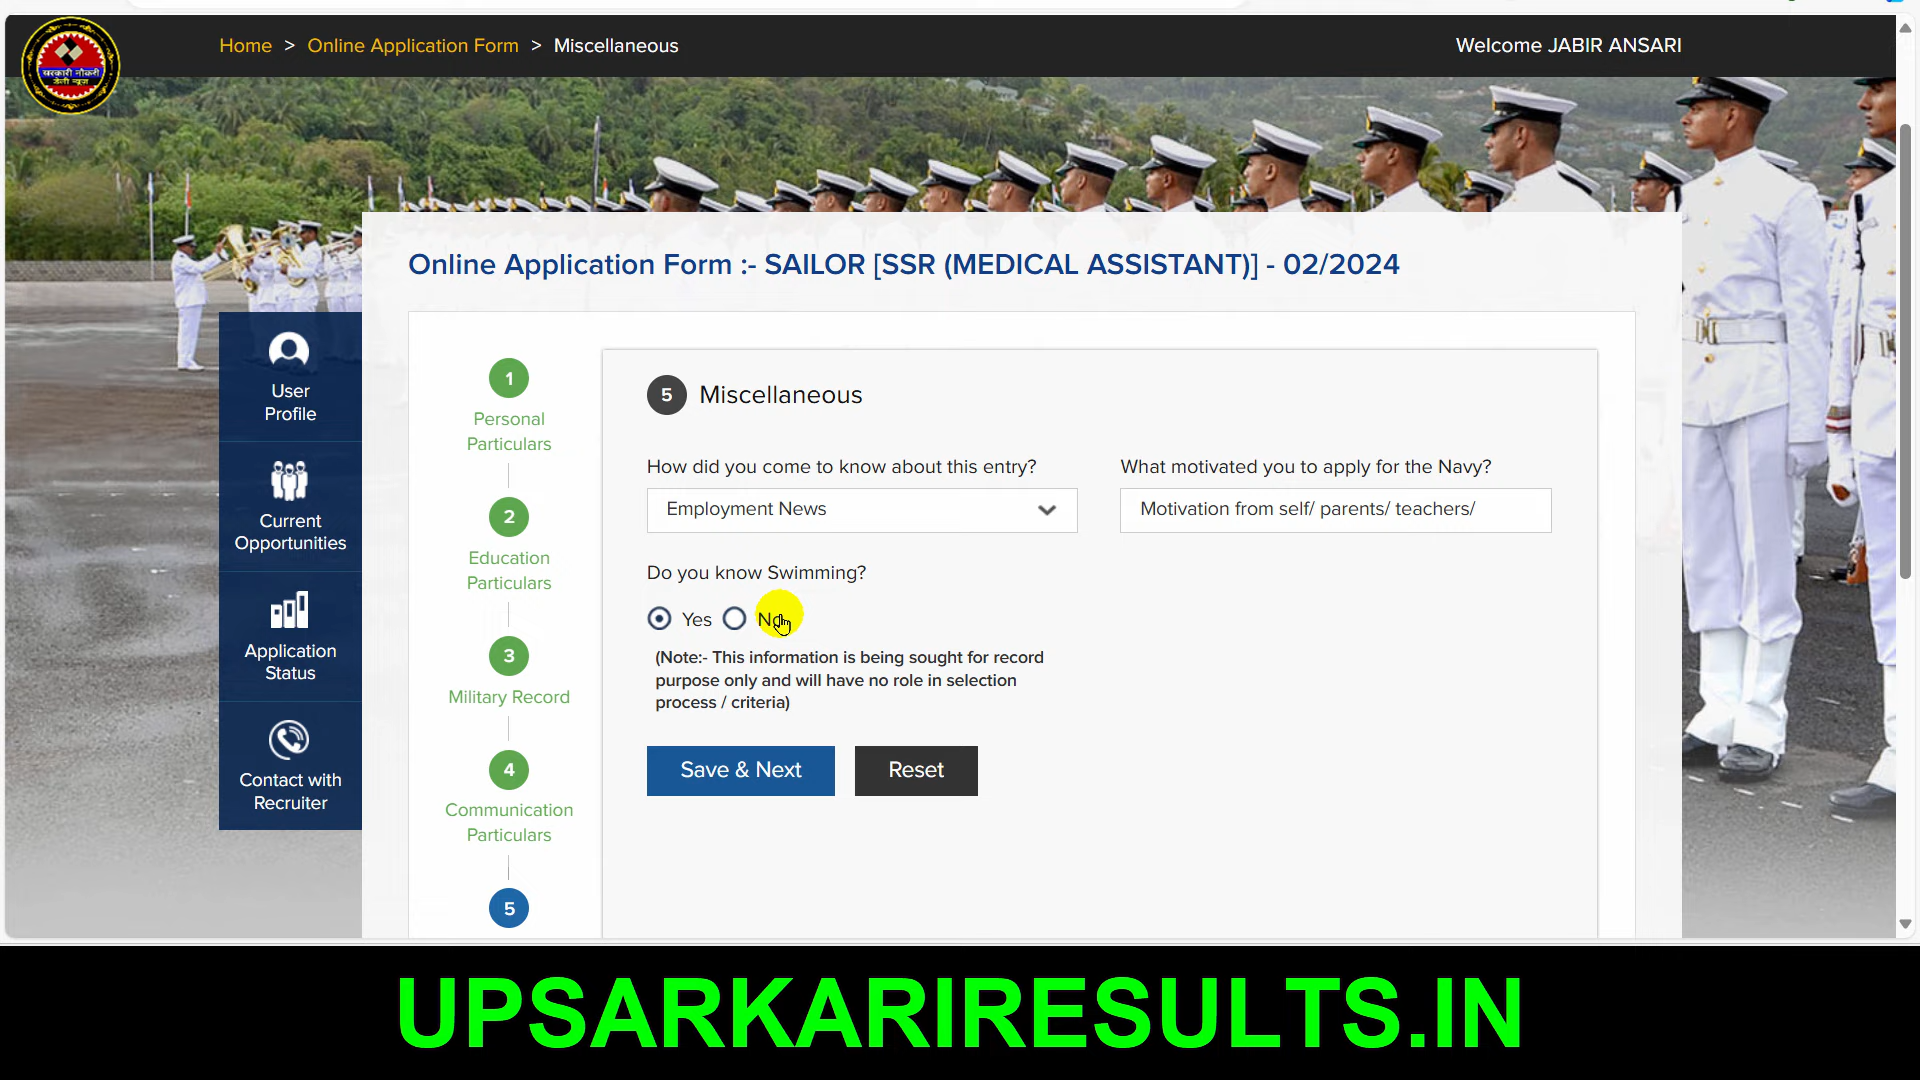 Home > Online Application Form > Miscellaneous
Welcome JABIR ANSARI
सरकारी नौकरी
डेली न्यूज
Online Application Form :- SAILOR [SSR (MEDICAL ASSISTANT)] - 02/2024
User
Profile
Current
Opportunities
Application
Status
Contact with
Recruiter
1
Personal
Particulars
2
Education
Particulars
3
Military Record
4
Communication
Particulars
5
5 Miscellaneous
How did you come to know about this entry?
Employment News
What motivated you to apply for the Navy?
Motivation from self/ parents/ teachers/
Do you know Swimming?
Yes No
(Note:- This information is being sought for record
purpose only and will have no role in selection
process / criteria)
Save & Next
Reset
UPSARKARIRESULTS.IN